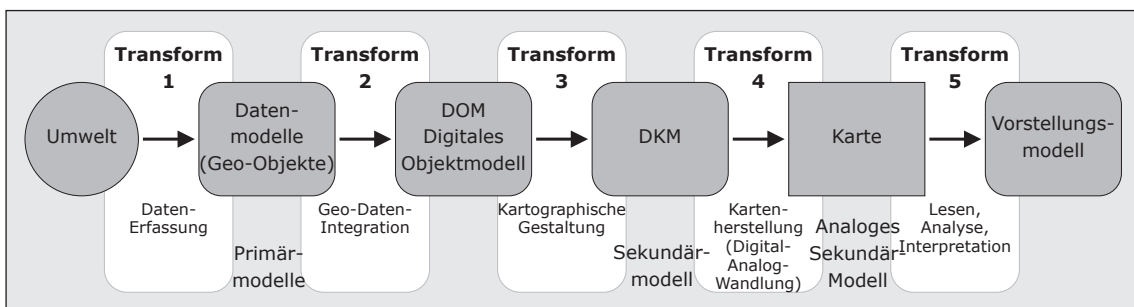 Transform
1
Transform
2
Transform
3
Transform
4
Transform
5
Umwelt
Daten-
modelle
(Geo-Objekte)
DOM
Digitales
Objektmodell
DKM
Karte
Vorstellungs-
modell
Daten-
Erfassung
Geo-Daten-
Integration
Kartographische
Gestaltung
Karten-
herstellung
(Digital-
Analog-
Wandlung)
Lesen,
Analyse,
Interpretation
Primär-
modelle
Sekundär-
modell
Analoges
Sekundär-
Modell